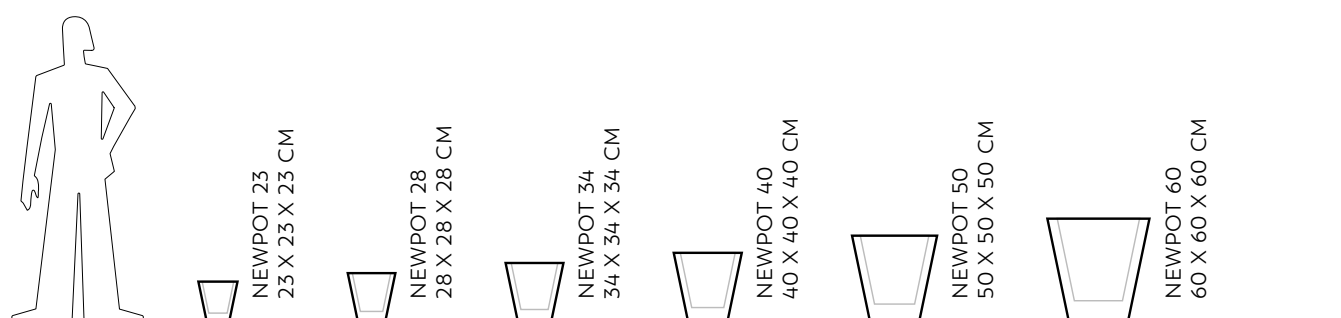 NEWPOT 23
23 X 23 X 23 CM
NEWPOT 28
28 X 28 X 28 CM
NEWPOT 34
34 X 34 X 34 CM
NEWPOT 40
40 X 40 X 40 CM
NEWPOT 50
50 X 50 X 50 CM
NEWPOT 60
60 X 60 X 60 CM